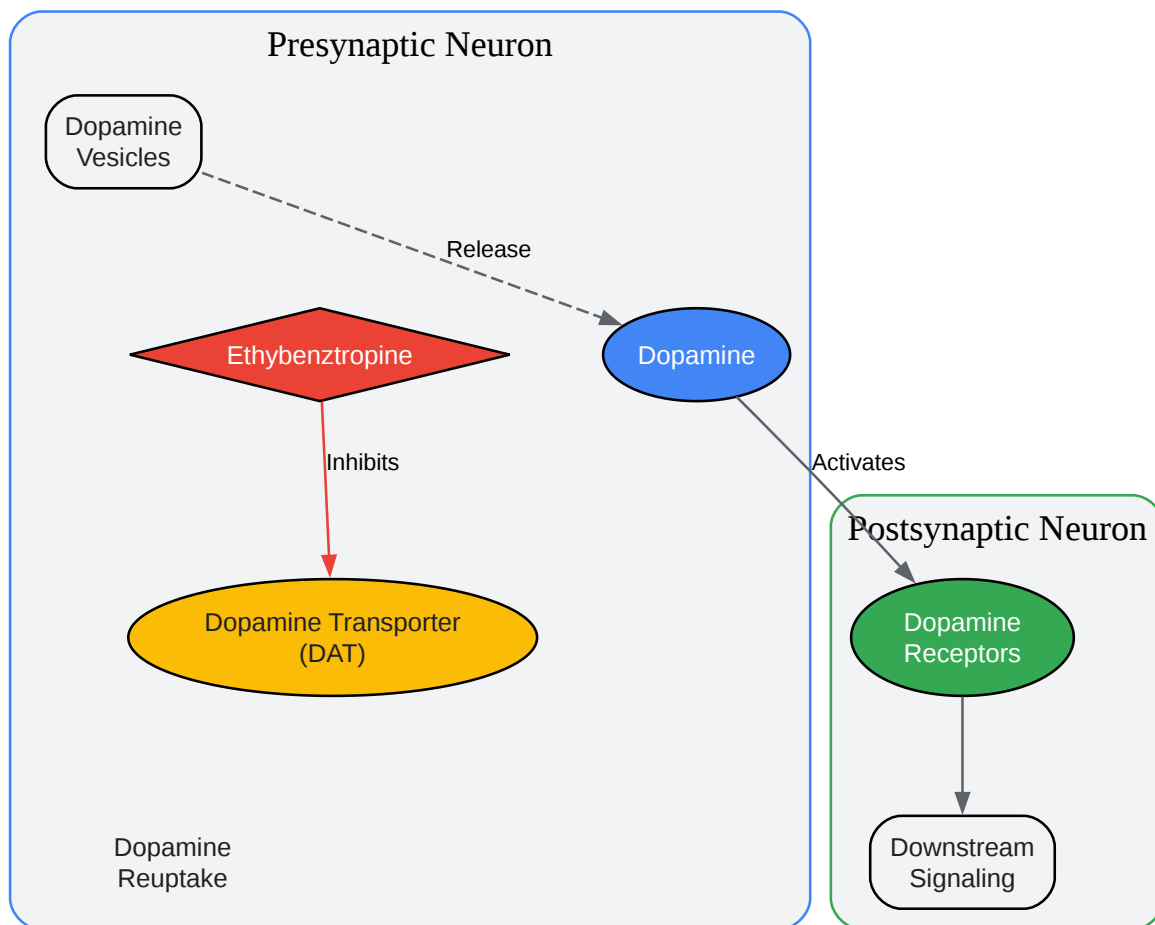 Presynaptic Neuron
Dopamine
Vesicles
Release
Ethybenztropine
Dopamine
Inhibits
Activates
Postsynaptic Neuron
Dopamine Transporter
(DAT)
Dopamine
Receptors
Dopamine
Reuptake
Downstream
Signaling